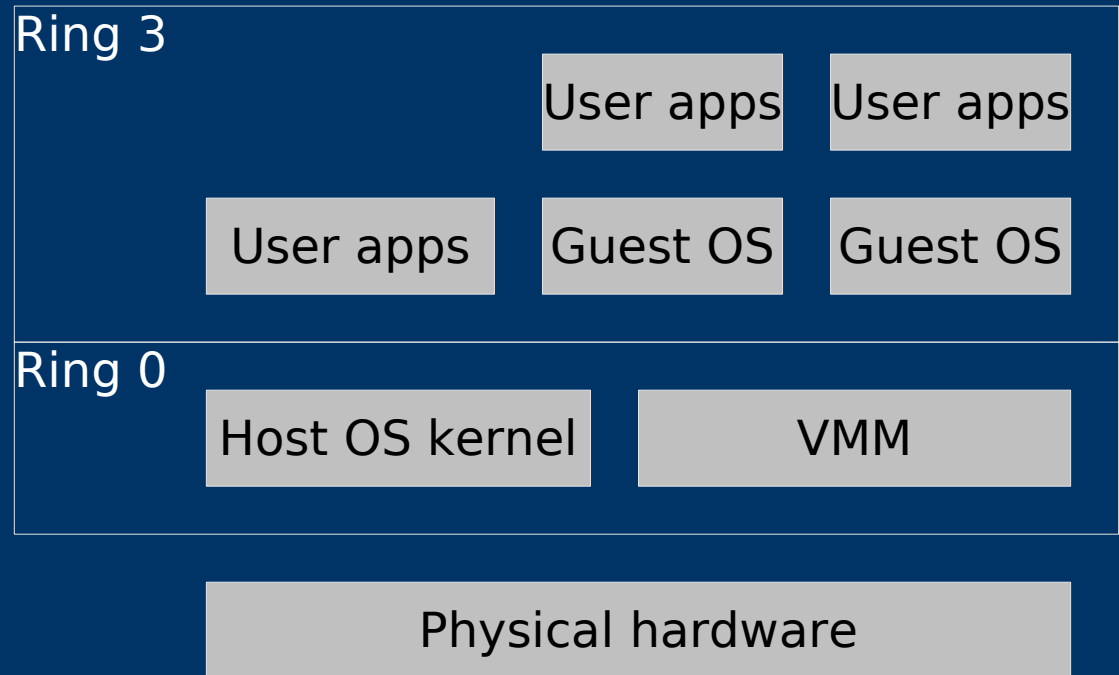 Ring 3
User apps User apps
User apps Guest OS Guest OS
Ring 0
Host OS kernel VMM
Physical hardware